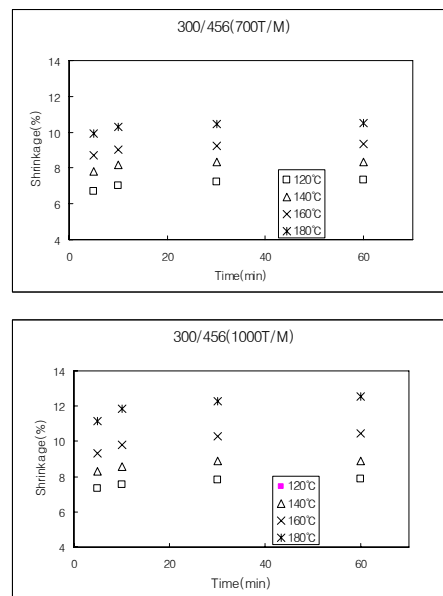 300/456(700T/M)
14
12
10
8
6
4
Shrinkage(%)
120℃
140℃
160℃
180℃
0 20 40 60
Time(min)
300/456(1000T/M)
14
12
10
8
6
4
Shrinkage(%)
120℃
140℃
160℃
180℃
0 20 40 60
Time(min)